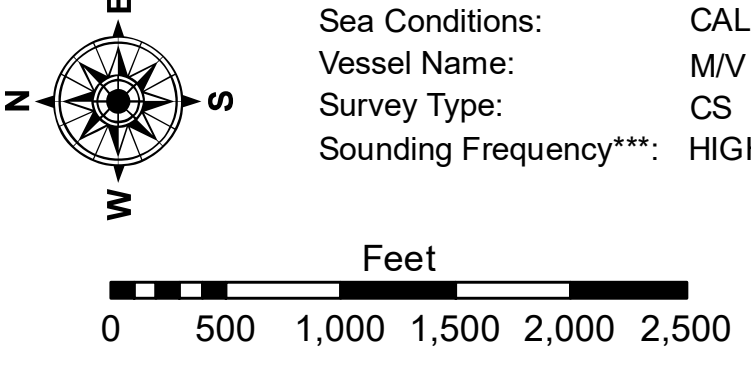 E
N
S
W
Sea Conditions: CAL
Vessel Name: M/V
Survey Type: CS
Sounding Frequency***: HIGH
Feet
0 500 1,000 1,500 2,000 2,500